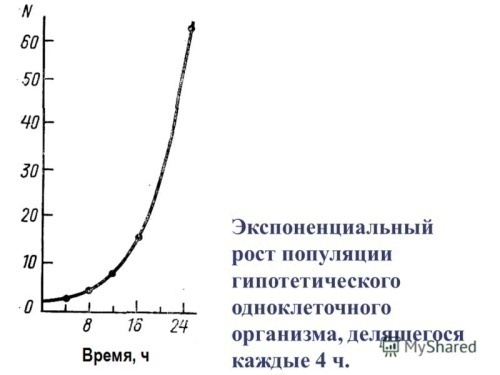 N
60
50
40
30
20
10
0
8 16 24
Время, ч
Экспоненциальный
рост популяции
гипотетического
одноклеточного
организма, делящегося
каждые 4 ч.
MyShared